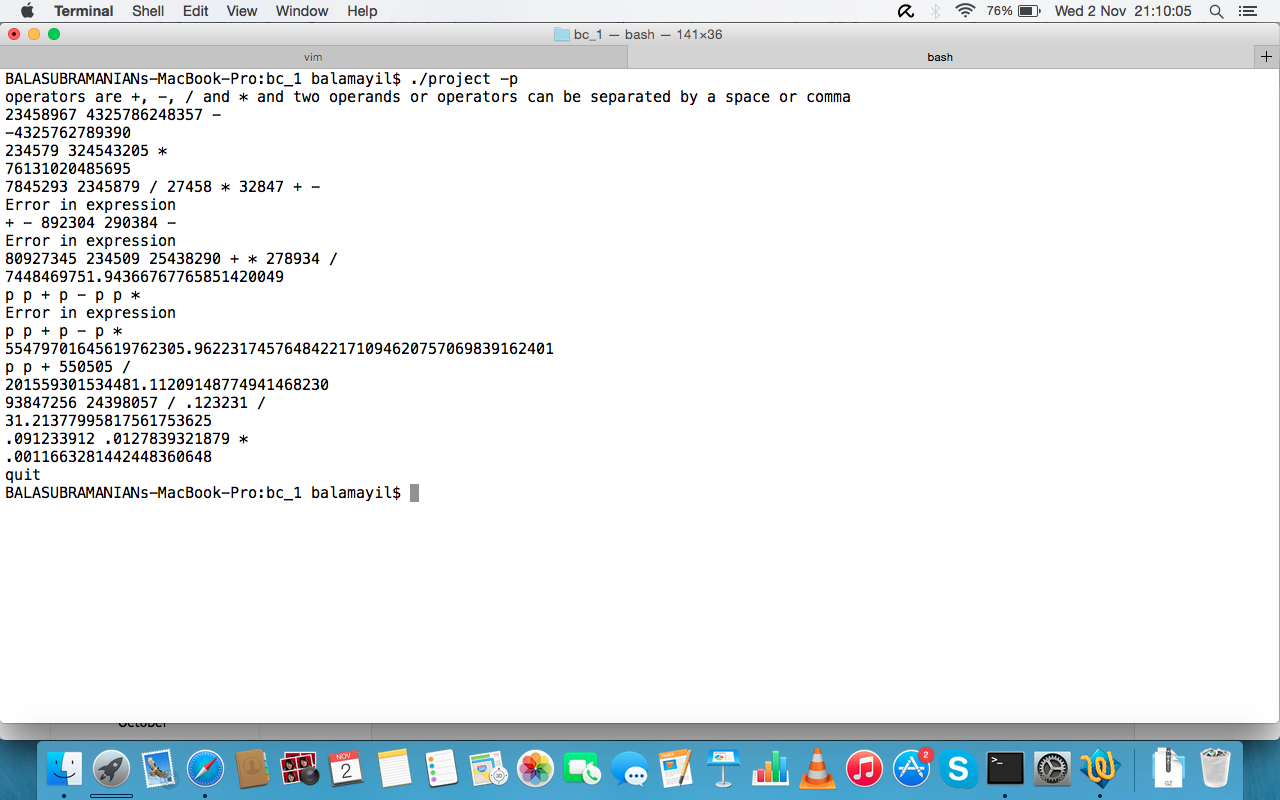 Terminal Shell Edit View Window Help 76% Wed 2 Nov 21:10:05
bc_1 — bash — 141×36
vim bash +
BALASUBRAMANIANs-MacBook-Pro:bc_1 balamayil$ ./project -p
operators are +, -, / and * and two operands or operators can be separated by a space or comma
23458967 4325786248357 -
-4325762789390
234579 324543205 *
76131020485695
7845293 2345879 / 27458 * 32847 + -
Error in expression
+ - 892304 290384 -
Error in expression
80927345 234509 25438290 + * 278934 /
7448469751.94366767765851420049
p p + p - p p *
Error in expression
p p + p - p *
55479701645619762305.9622317457648422171094620757069839162401
p p + 550505 /
201559301534481.11209148774941468230
93847256 24398057 / .123231 /
31.21377995817561753625
.091233912 .0127839321879 *
.0011663281442448360648
quit
BALASUBRAMANIANs-MacBook-Pro:bc_1 balamayil$
October
NOV
2
3D
2
S
>_
GZ